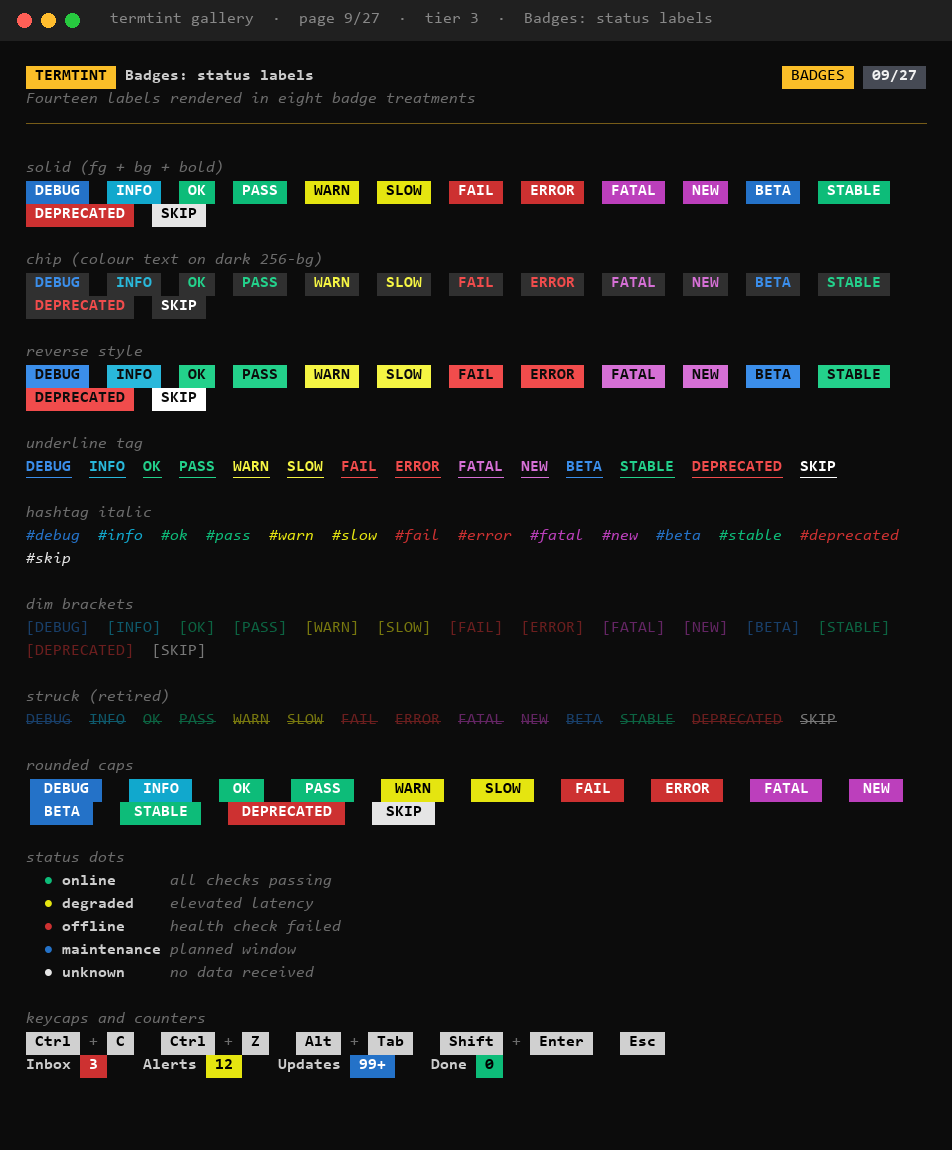 termtint gallery · page 9/27 · tier 3 · Badges: status labels
TERMTINT Badges: status labels BADGES 09/27
Fourteen labels rendered in eight badge treatments
solid (fg + bg + bold)
DEBUG INFO OK PASS WARN SLOW FAIL ERROR FATAL NEW BETA STABLE
DEPRECATED SKIP
chip (colour text on dark 256-bg)
DEBUG INFO OK PASS WARN SLOW FAIL ERROR FATAL NEW BETA STABLE
DEPRECATED SKIP
reverse style
DEBUG INFO OK PASS WARN SLOW FAIL ERROR FATAL NEW BETA STABLE
DEPRECATED SKIP
underline tag
DEBUG INFO OK PASS WARN SLOW FAIL ERROR FATAL NEW BETA STABLE DEPRECATED SKIP
hashtag italic
#debug #info #ok #pass #warn #slow #fail #error #fatal #new #beta #stable #deprecated
#skip
dim brackets
[DEBUG] [INFO] [OK] [PASS] [WARN] [SLOW] [FAIL] [ERROR] [FATAL] [NEW] [BETA] [STABLE]
[DEPRECATED] [SKIP]
struck (retired)
DEBUG INFO OK PASS WARN SLOW FAIL ERROR FATAL NEW BETA STABLE DEPRECATED SKIP
rounded caps
DEBUG INFO OK PASS WARN SLOW FAIL ERROR FATAL NEW
BETA STABLE DEPRECATED SKIP
status dots
● online all checks passing
● degraded elevated latency
● offline health check failed
● maintenance planned window
● unknown no data received
keycaps and counters
Ctrl + C Ctrl + Z Alt + Tab Shift + Enter Esc
Inbox 3 Alerts 12 Updates 99+ Done 0